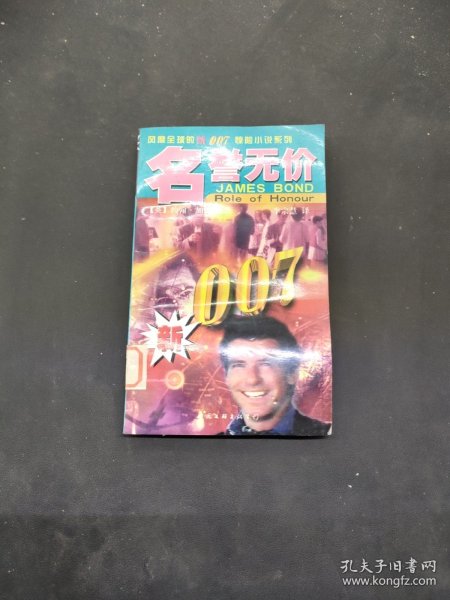 风靡全球的新007惊险小说系列
名誉无价
JAMES BOND
Role of Honour
译
007
新
孔夫子旧书网
www.kongfz.com